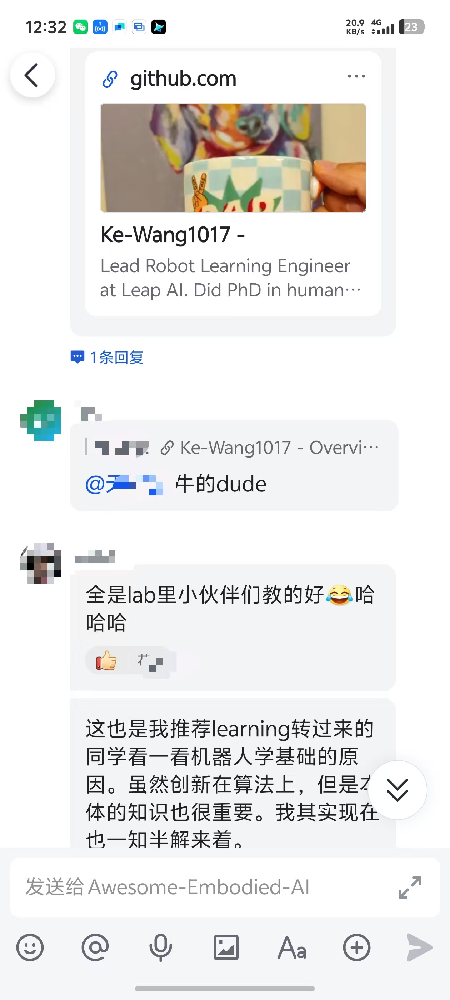 12:32
20.9 KB/s 4G 23
github.com
Ke-Wang1017 -
Lead Robot Learning Engineer
at Leap AI. Did PhD in human…
1条回复
Ke-Wang1017 - Overvi…
@天 牛的dude
全是lab里小伙伴们教的好😂哈
哈哈
这也是我推荐learning转过来的
同学看一看机器人学基础的原
因。虽然创新在算法上，但是本
体的知识也很重要。我其实现在
也一知半解来着。
发送给 Awesome-Embodied-AI
Aa